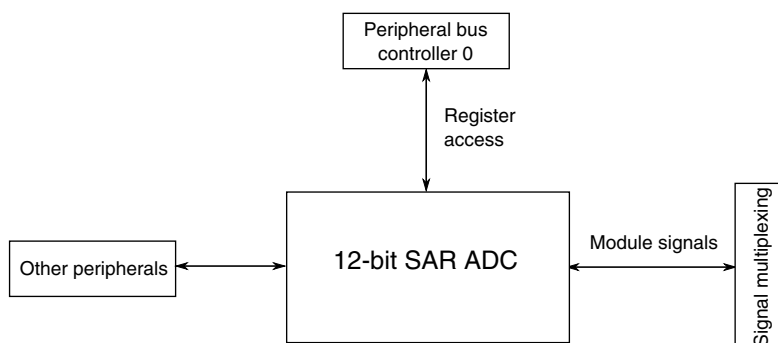 Peripheral bus
controller 0
Register
access
Other peripherals
12-bit SAR ADC
Module signals
Signal multiplexing